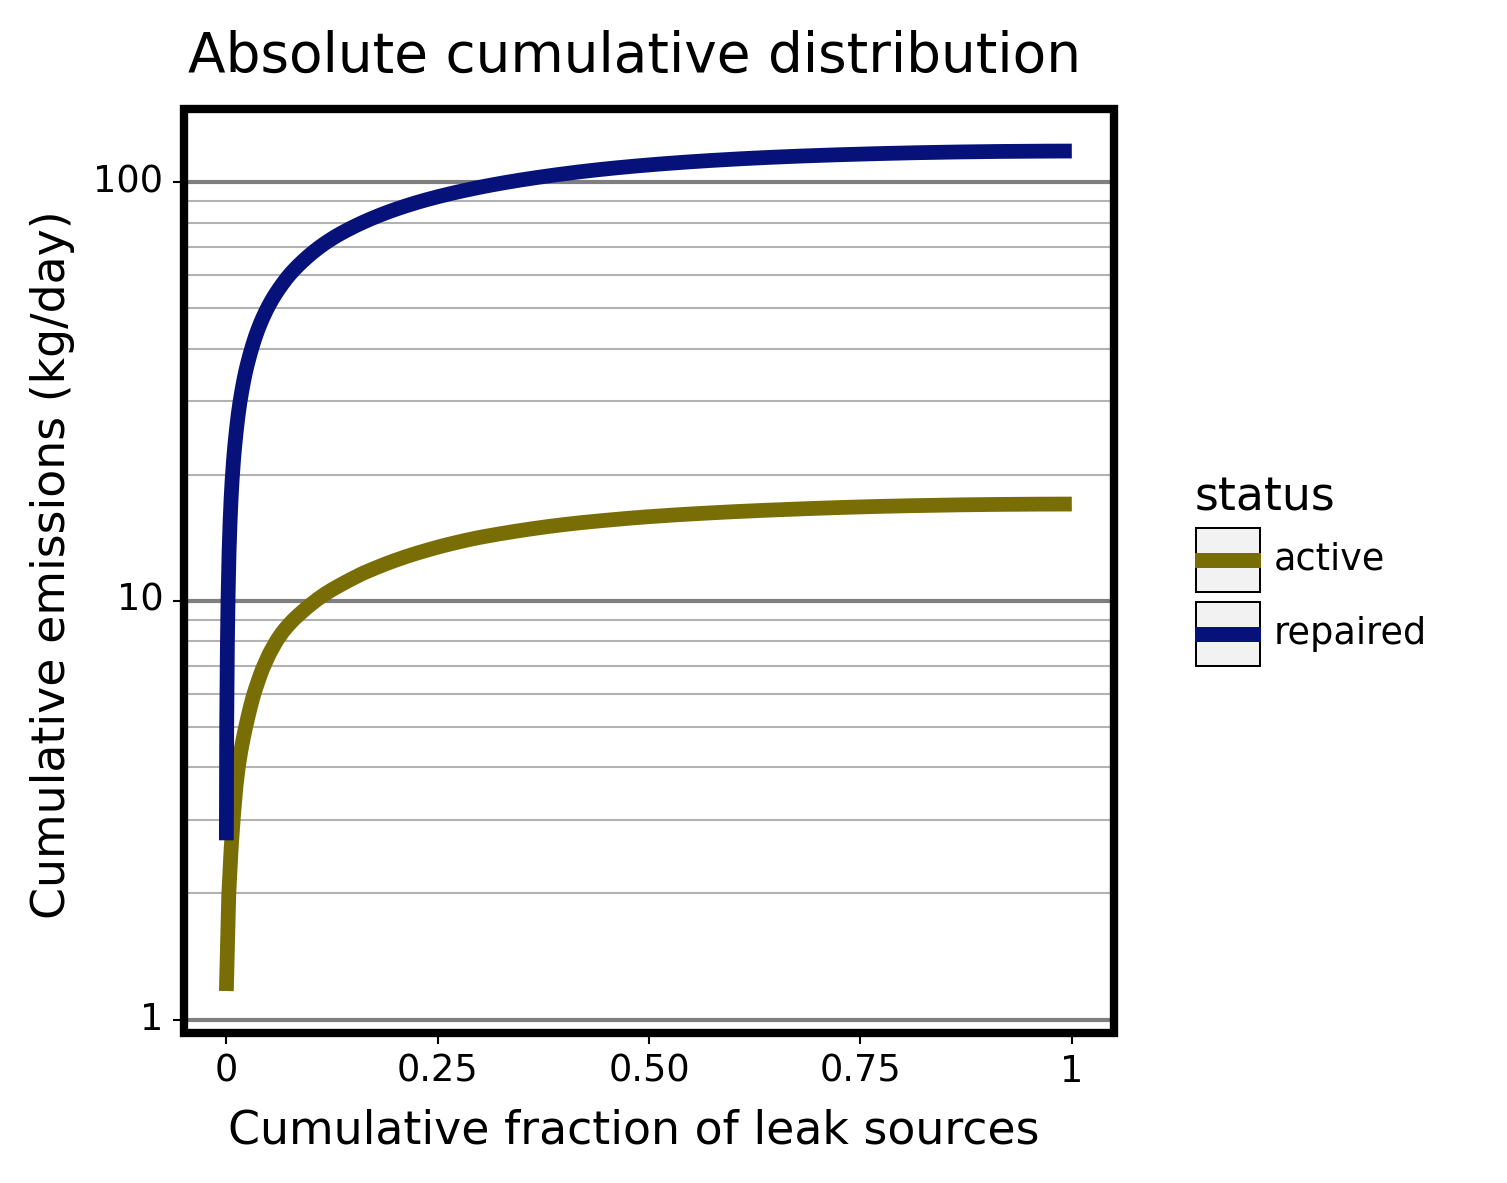 Absolute cumulative distribution
Cumulative emissions (kg/day)
100
10
1
0
0.25
0.50
0.75
1
Cumulative fraction of leak sources
status
active
repaired